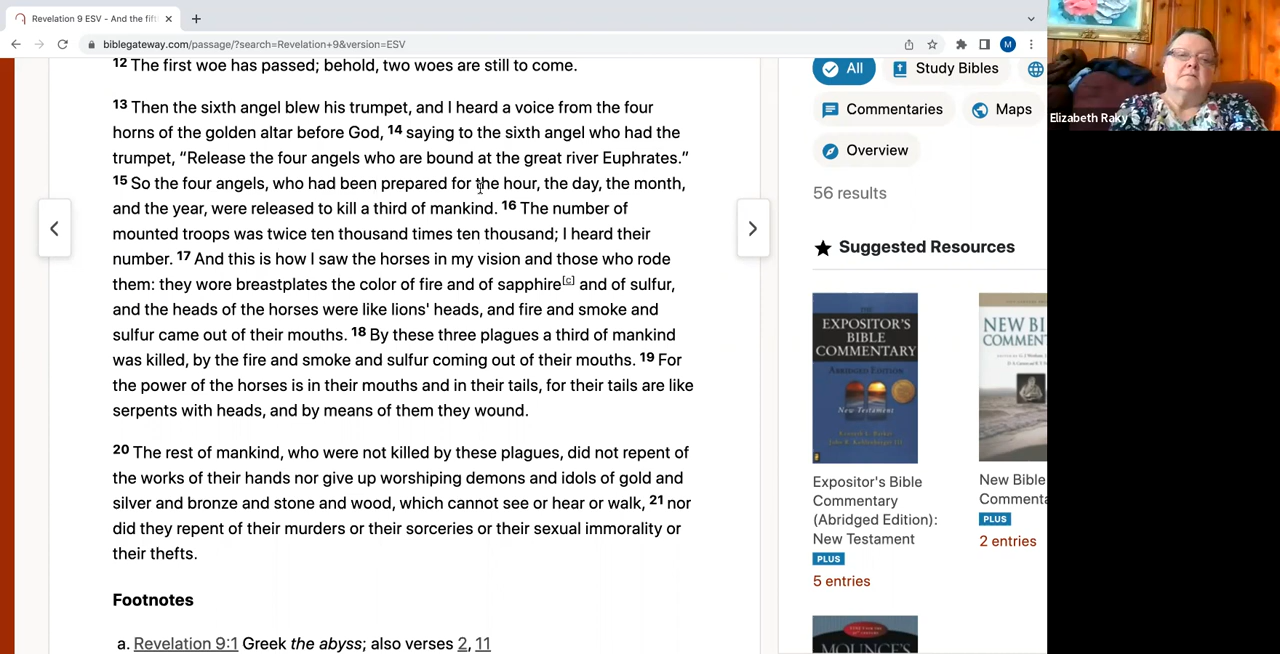 Revelation 9 ESV - And the fift
biblegateway.com/passage/?search=Revelation+9&version=ESV
M
12 The first woe has passed; behold, two woes are still to come.
13 Then the sixth angel blew his trumpet, and I heard a voice from the four
horns of the golden altar before God, 14 saying to the sixth angel who had the
trumpet, “Release the four angels who are bound at the great river Euphrates.”
15 So the four angels, who had been prepared for the hour, the day, the month,
and the year, were released to kill a third of mankind. 16 The number of
mounted troops was twice ten thousand times ten thousand; I heard their
number. 17 And this is how I saw the horses in my vision and those who rode
them: they wore breastplates the color of fire and of sapphire[c] and of sulfur,
and the heads of the horses were like lions' heads, and fire and smoke and
sulfur came out of their mouths. 18 By these three plagues a third of mankind
was killed, by the fire and smoke and sulfur coming out of their mouths. 19 For
the power of the horses is in their mouths and in their tails, for their tails are like
serpents with heads, and by means of them they wound.
20 The rest of mankind, who were not killed by these plagues, did not repent of
the works of their hands nor give up worshiping demons and idols of gold and
silver and bronze and stone and wood, which cannot see or hear or walk, 21 nor
did they repent of their murders or their sorceries or their sexual immorality or
their thefts.
Footnotes
a. Revelation 9:1 Greek the abyss; also verses 2, 11
All Study Bibles
Commentaries Maps
Overview
56 results
Suggested Resources
EXPOSITOR'S
BIBLE
COMMENTARY
ABRIDGED EDITION
New Testament
NEW BI
COMMENT
Expositor's Bible
Commentary
(Abridged Edition):
New Testament
PLUS
5 entries
New Bible
Commenta
PLUS
2 entries
MOUNCE'S
Elizabeth Raky